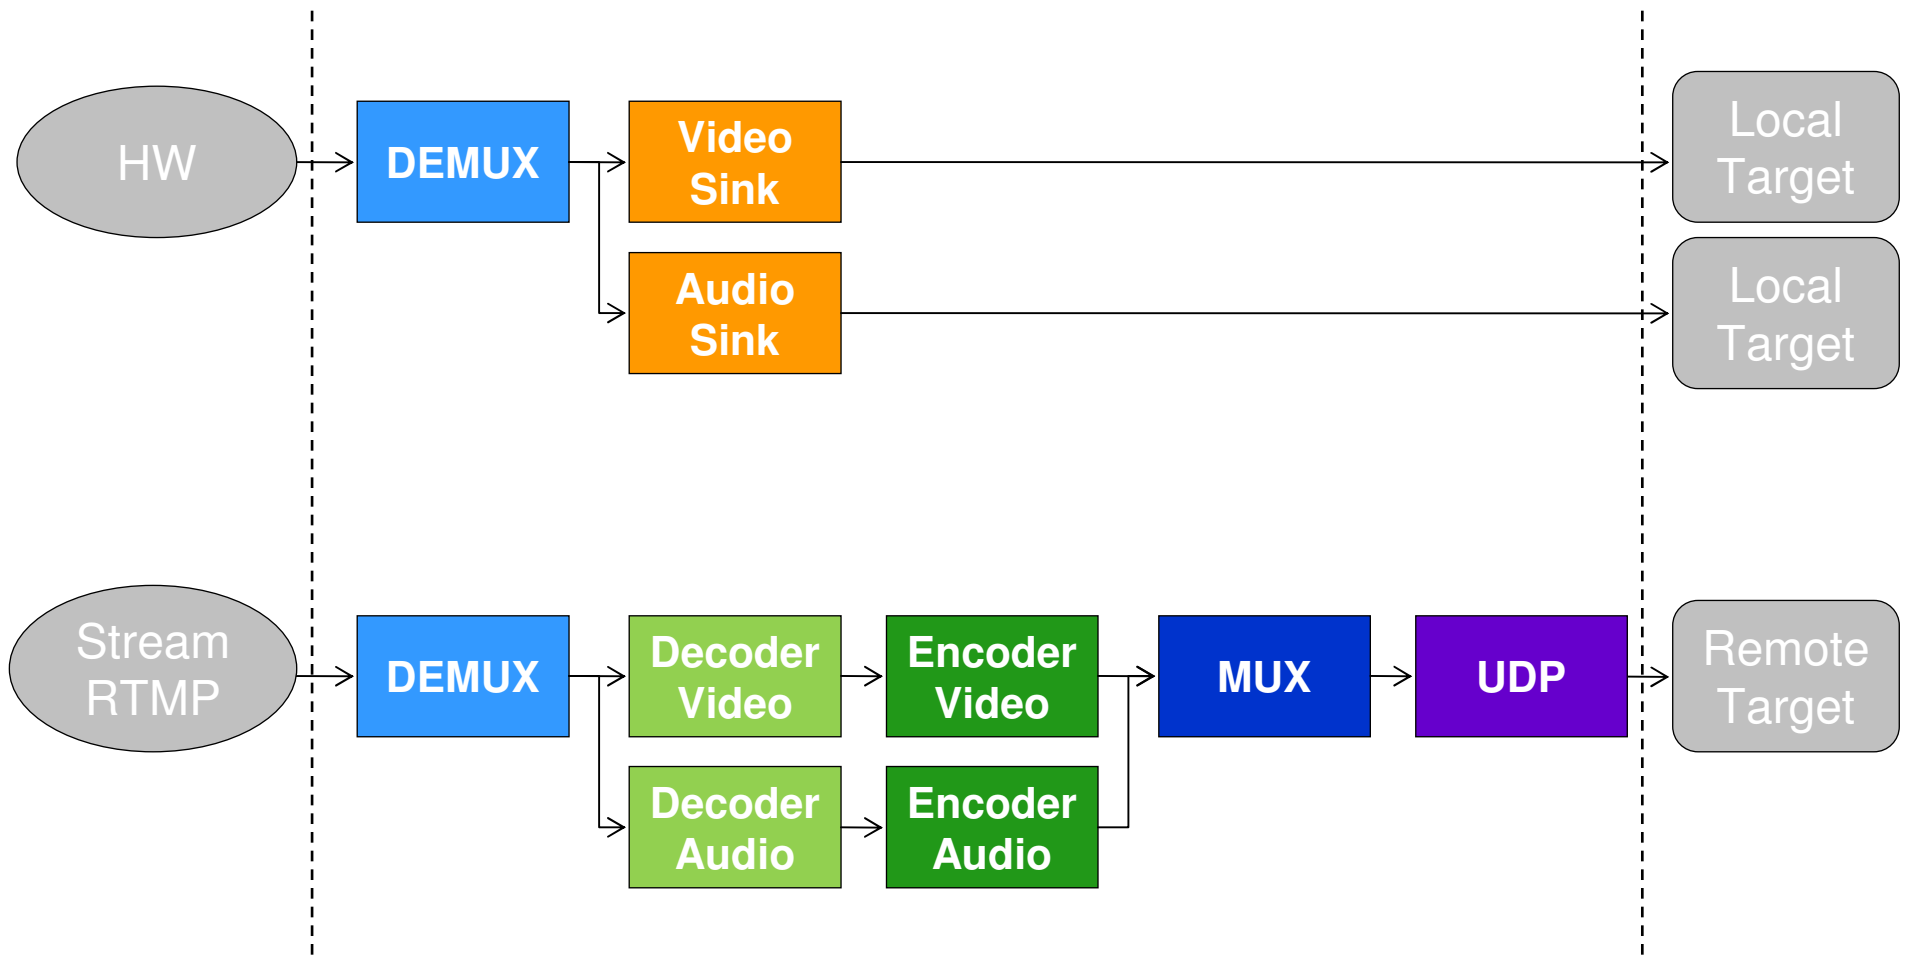 HW
DEMUX
Video
Sink
Local
Target
Audio
Sink
Local
Target
Stream
RTMP
DEMUX
Decoder
Video
Encoder
Video
MUX
UDP
Remote
Target
Decoder
Audio
Encoder
Audio